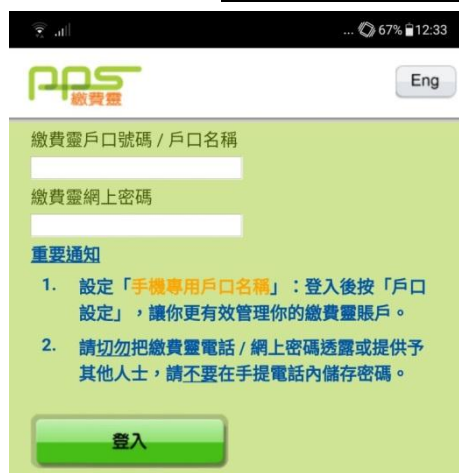 ... 67% 12:33
pps
繳費靈
Eng
繳費靈戶口號碼 / 戶口名稱
繳費靈網上密碼
重要通知
1. 設定「手機專用戶口名稱」：登入後按「戶口
設定」，讓你更有效管理你的繳費靈賬戶。
2. 請切勿把繳費靈電話 / 網上密碼透露或提供予
其他人士，請不要在手提電話內儲存密碼。
登入